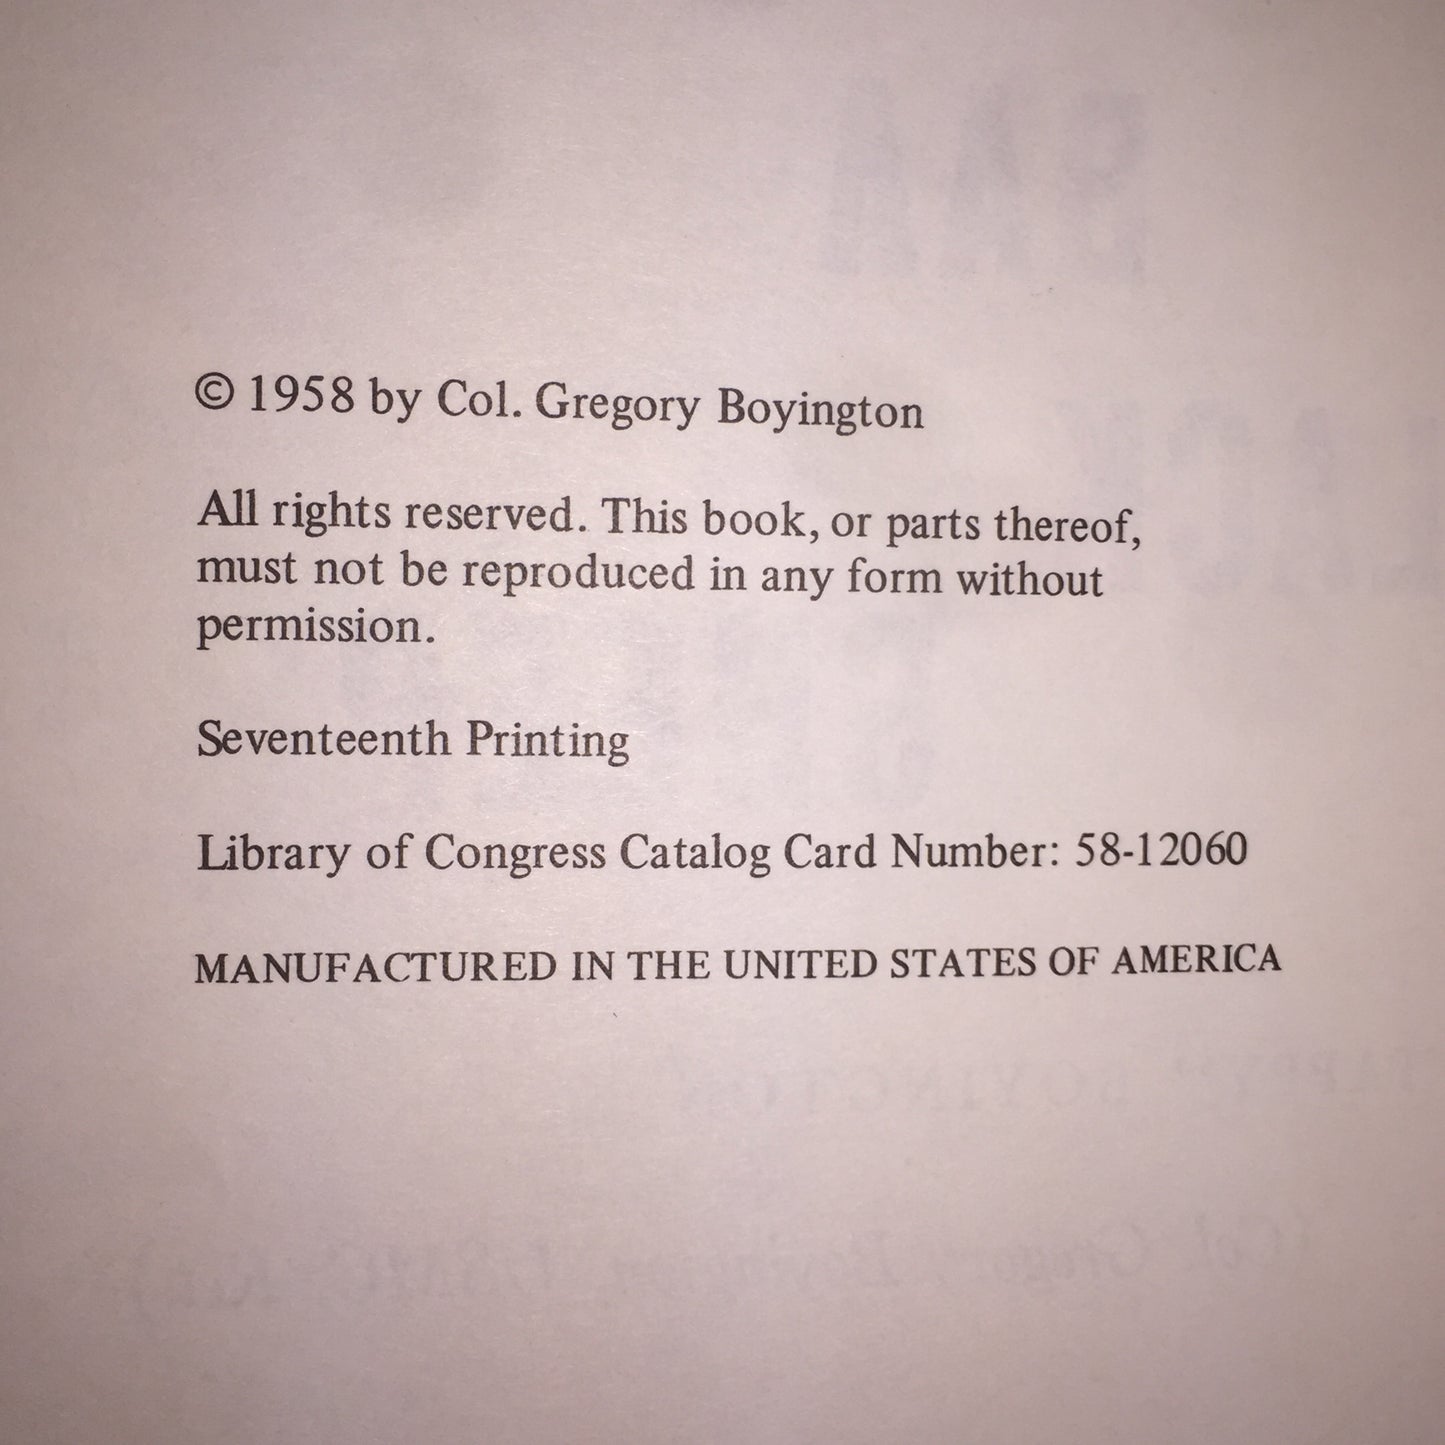 © 1958 by Col. Gregory Boyington
All rights reserved. This book, or parts thereof,
must not be reproduced in any form without
permission.
Seventeenth Printing
Library of Congress Catalog Card Number: 58-12060
MANUFACTURED IN THE UNITED STATES OF AMERICA